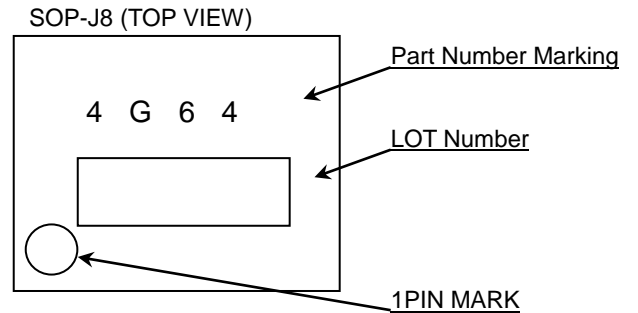 SOP-J8 (TOP VIEW)
Part Number Marking
4 G 6 4
LOT Number
1PIN MARK